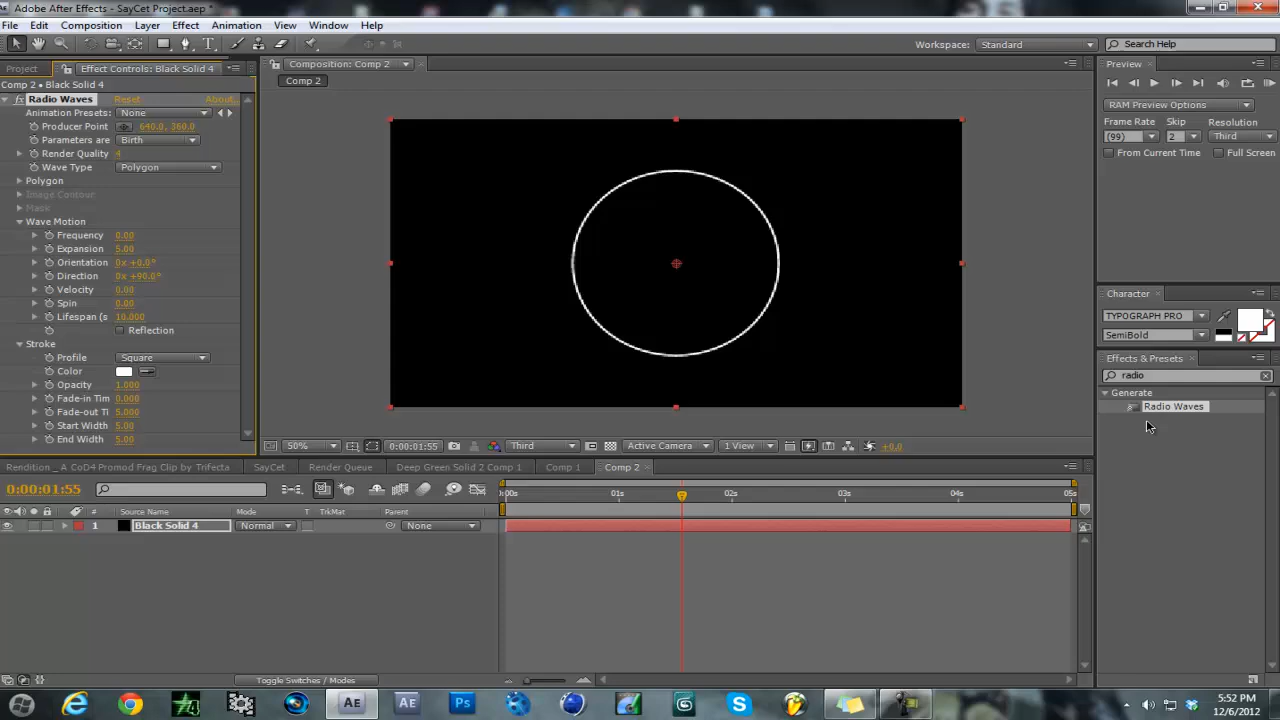 Adobe After Effects - SayCet Project.aep *
File Edit Composition Layer Effect Animation View Window Help
Workspace: Standard Search Help
Project Effect Controls: Black Solid 4
Comp 2 • Black Solid 4
fx Radio Waves Reset About...
Animation Presets: None
Producer Point 640.0, 360.0
Parameters are Birth
Render Quality 4
Wave Type Polygon
Polygon
Image Contour
Mask
Wave Motion
Frequency 0.00
Expansion 5.00
Orientation 0x +0.0°
Direction 0x +90.0°
Velocity 0.00
Spin 0.00
Lifespan (s 10.000
Reflection
Stroke
Profile Square
Color
Opacity 1.000
Fade-in Tim 0.000
Fade-out Ti 5.000
Start Width 5.00
End Width 5.00
Composition: Comp 2
Comp 2
50% 0:00:01:55 Third Active Camera 1 View +0.0
Preview
RAM Preview Options
Frame Rate Skip Resolution
(99) 2 Third
From Current Time Full Screen
Character
TYPOGRAPH PRO
SemiBold
Effects & Presets
radio
Generate
Radio Waves
Rendition _ A CoD4 Promod Frag Clip by Trifecta SayCet Render Queue Deep Green Solid 2 Comp 1 Comp 1 Comp 2
0:00:01:55
:00s 01s 02s 03s 04s 05s
# Source Name Mode T TrkMat Parent
1 Black Solid 4 Normal None
Toggle Switches / Modes
Ae Ae Ps S
5:52 PM
12/6/2012